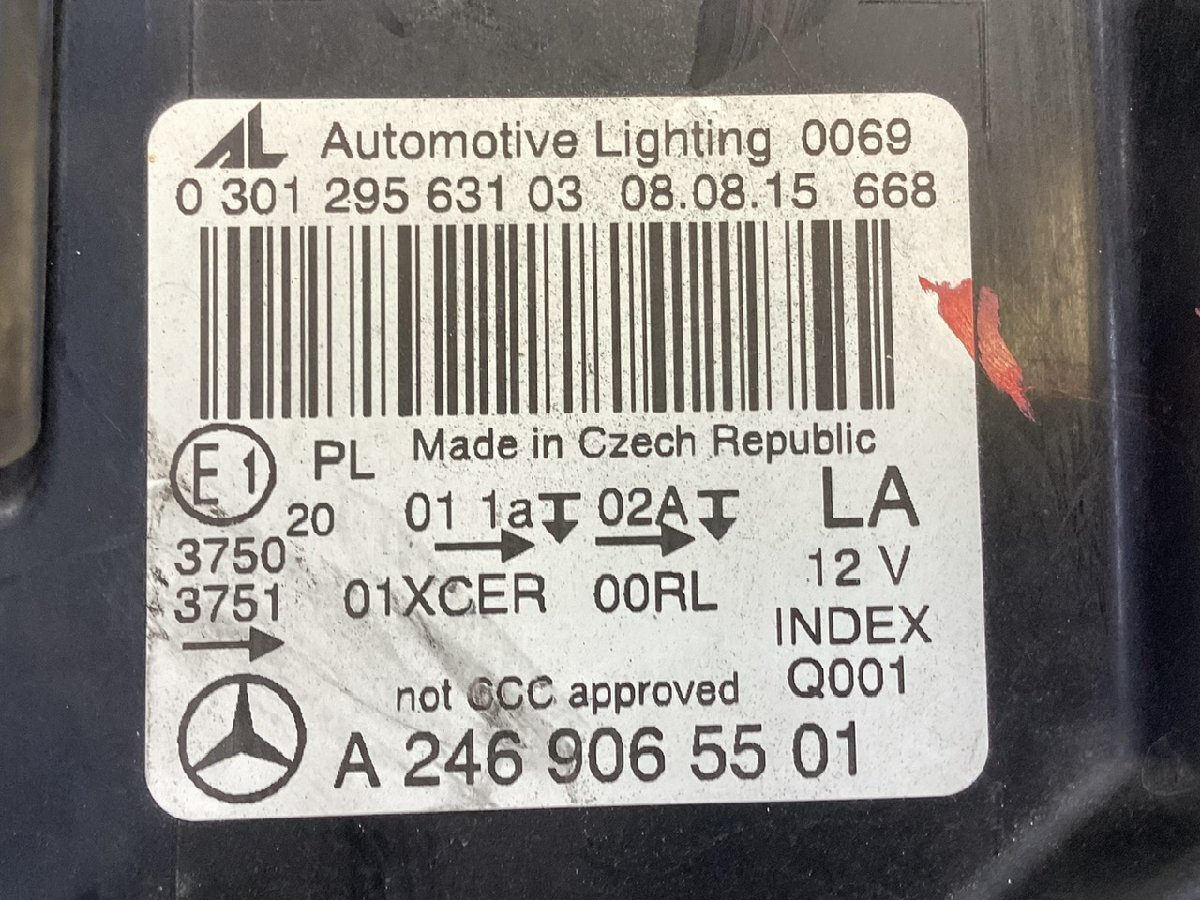 AL Automotive Lighting 0069
0 301 295 631 03 08.08.15 668
Made in Czech Republic
E1 PL LA
20 01 1a 02A
3750 12 V
3751 01XCER 00RL
INDEX
not CCC approved Q001
A 246 906 55 01